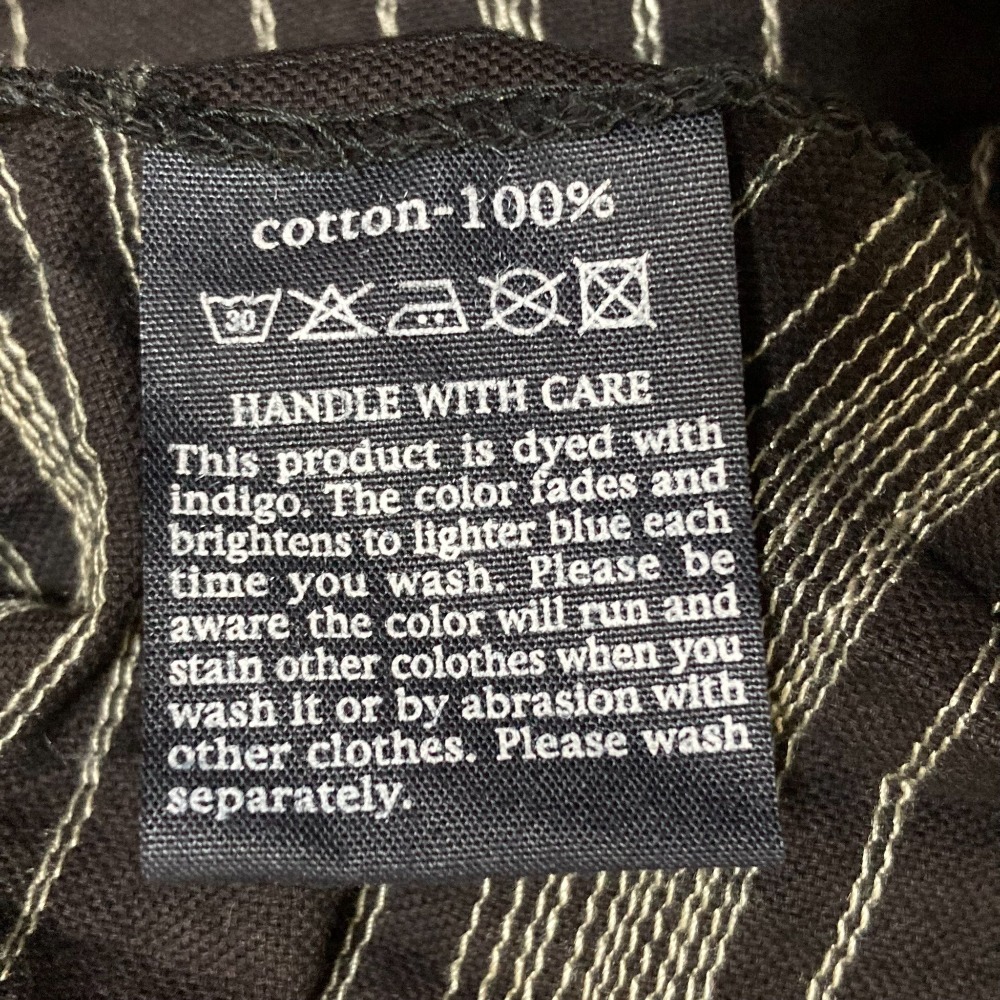 cotton-100%
30
HANDLE WITH CARE
This product is dyed with
indigo. The color fades and
brightens to lighter blue each
time you wash. Please be
aware the color will run and
stain other colothes when you
wash it or by abrasion with
other clothes. Please wash
separately.